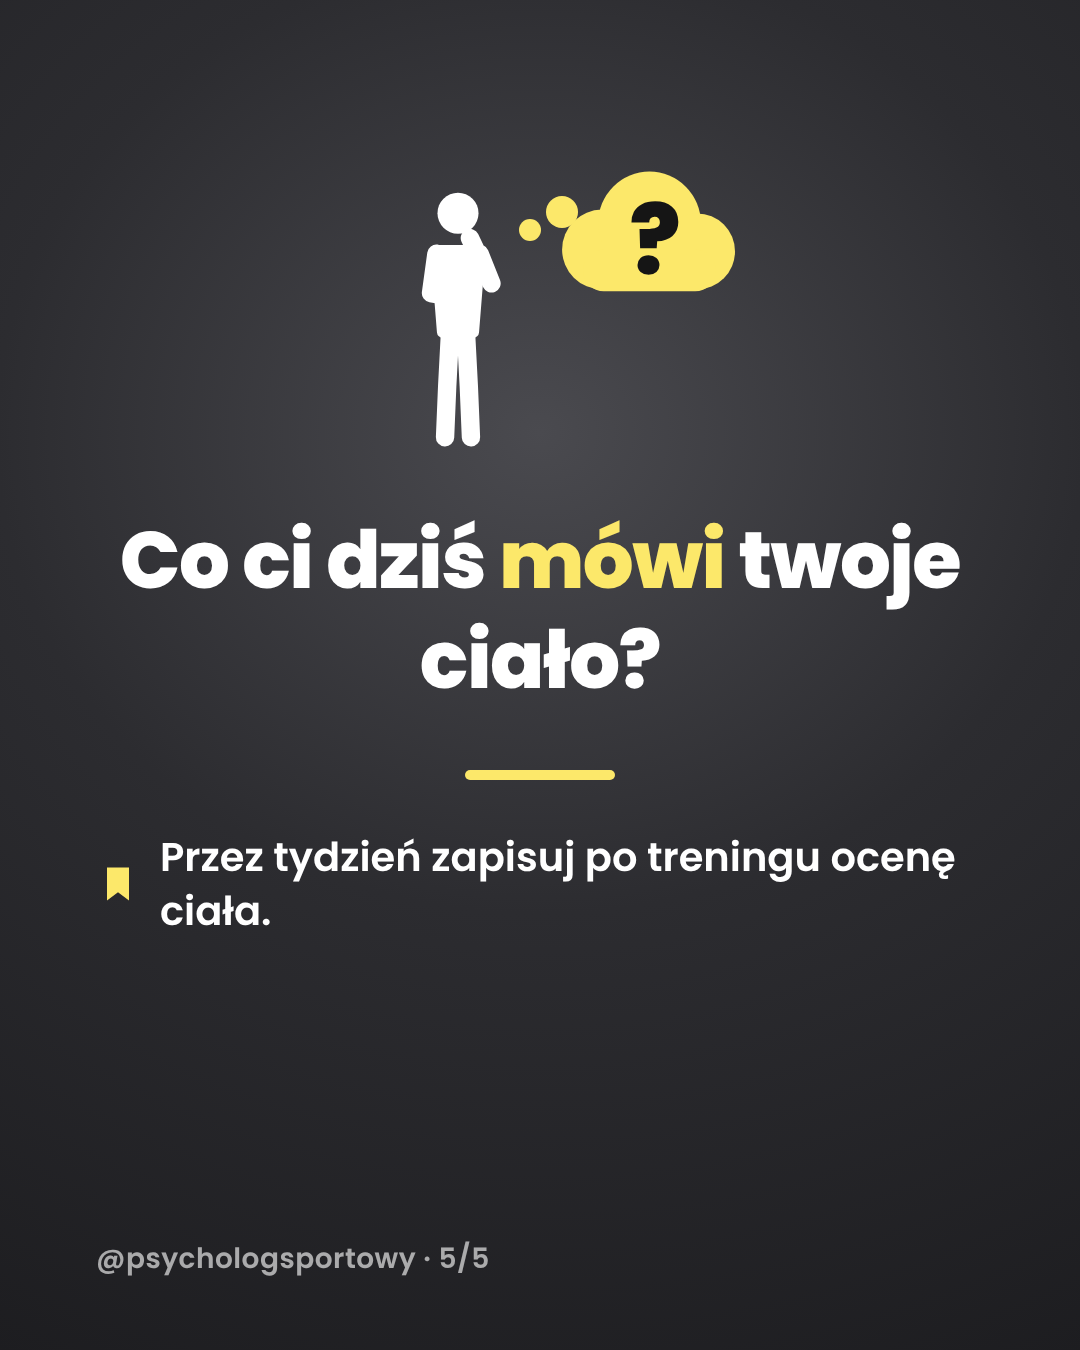 ?
Co ci dziś mówi twoje
ciało?
Przez tydzień zapisuj po treningu ocenę
ciała.
@psychologsportowy · 5/5